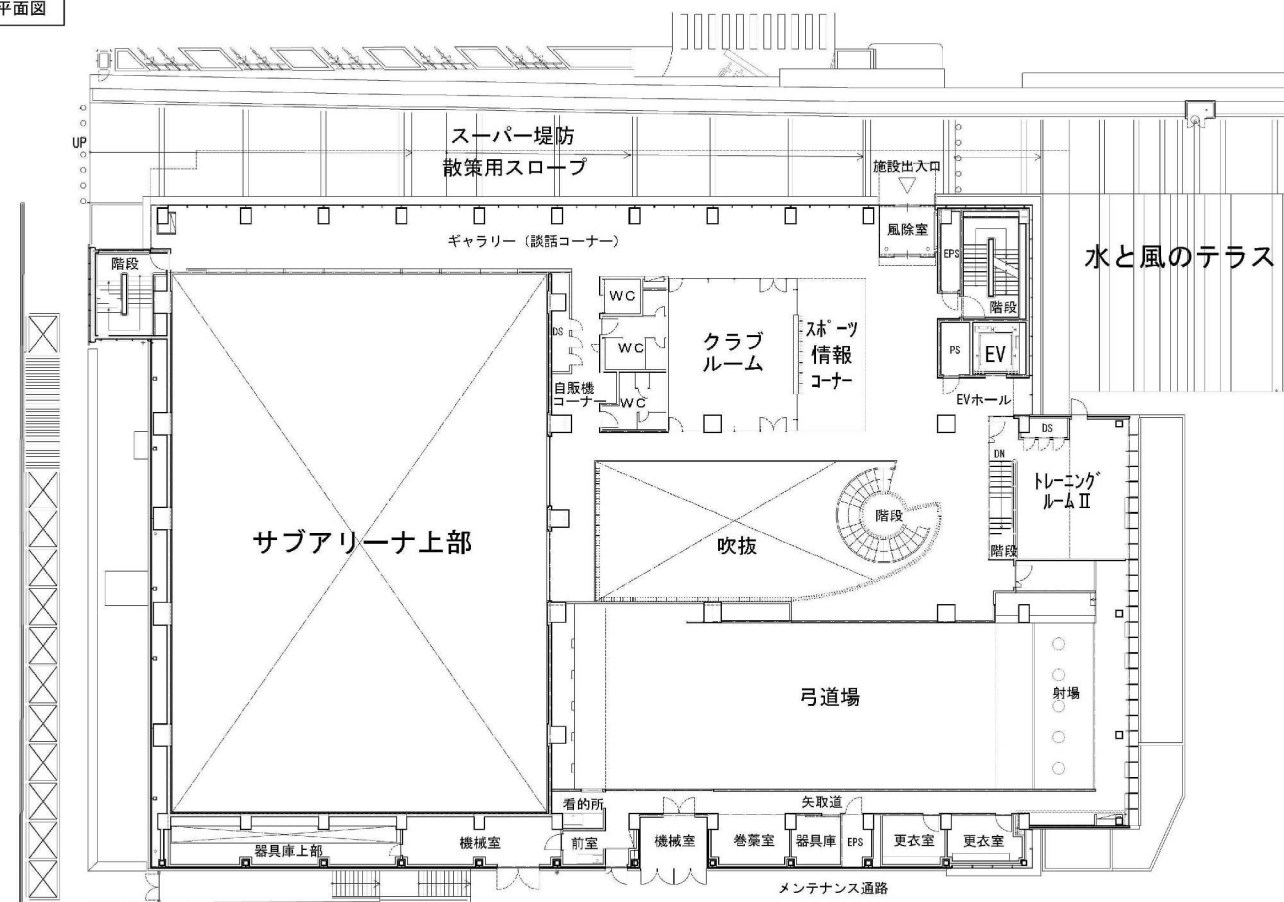 平面図
UP
スーパー堤防
散策用スロープ
施設出入口
風除室
ギャラリー（談話コーナー）
EPS
階段
水と風のテラス
階段
WC
DS
WC
クラブ
ルーム
スポーツ
情報
コーナー
PS
EV
自販機
コーナー
WC
EVホール
DS
DN
トレーニング
ルームⅡ
階段
階段
サブアリーナ上部
吹抜
弓道場
射場
看的所
矢取道
器具庫上部
機械室
前室
機械室
巻藁室
器具庫
EPS
更衣室
更衣室
メンテナンス通路